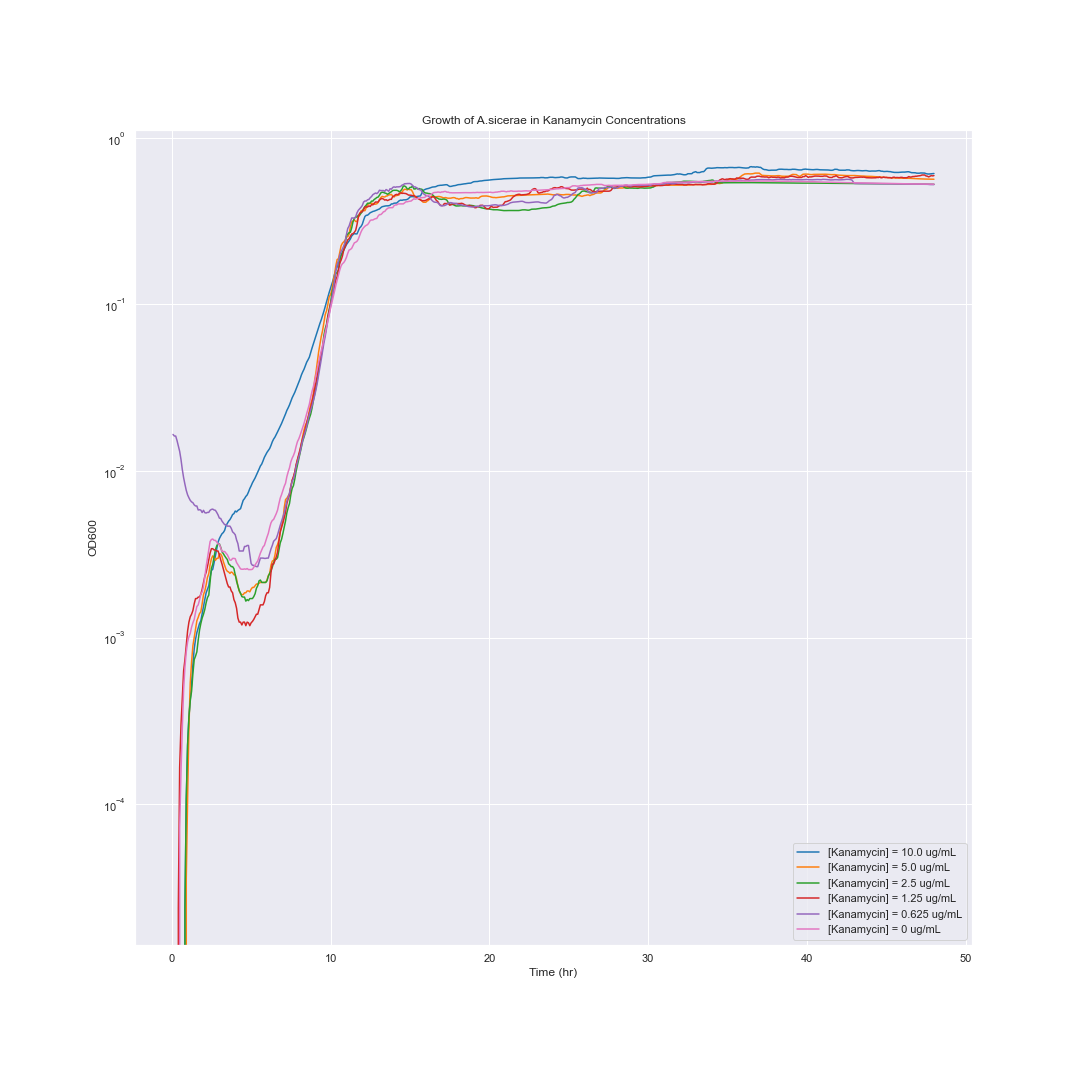 Growth of A.sicerae in Kanamycin Concentrations
10⁰
10⁻¹
10⁻²
10⁻³
10⁻⁴
OD600
[Kanamycin] = 10.0 ug/mL
[Kanamycin] = 5.0 ug/mL
[Kanamycin] = 2.5 ug/mL
[Kanamycin] = 1.25 ug/mL
[Kanamycin] = 0.625 ug/mL
[Kanamycin] = 0 ug/mL
0 10 20 30 40 50
Time (hr)